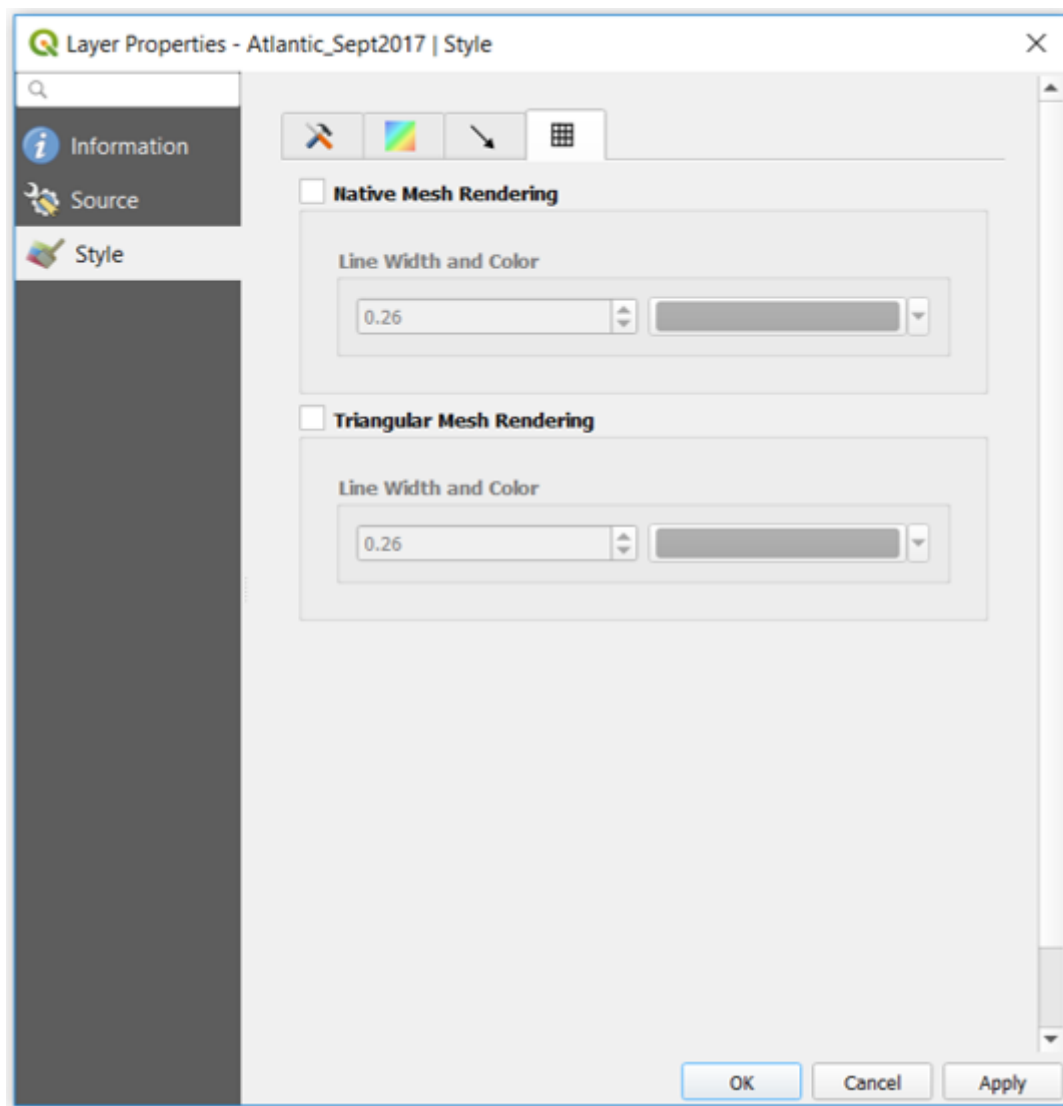 Layer Properties - Atlantic_Sept2017 | Style
Information
Source
Style
Native Mesh Rendering
Line Width and Color
0.26
Triangular Mesh Rendering
Line Width and Color
0.26
OK Cancel Apply